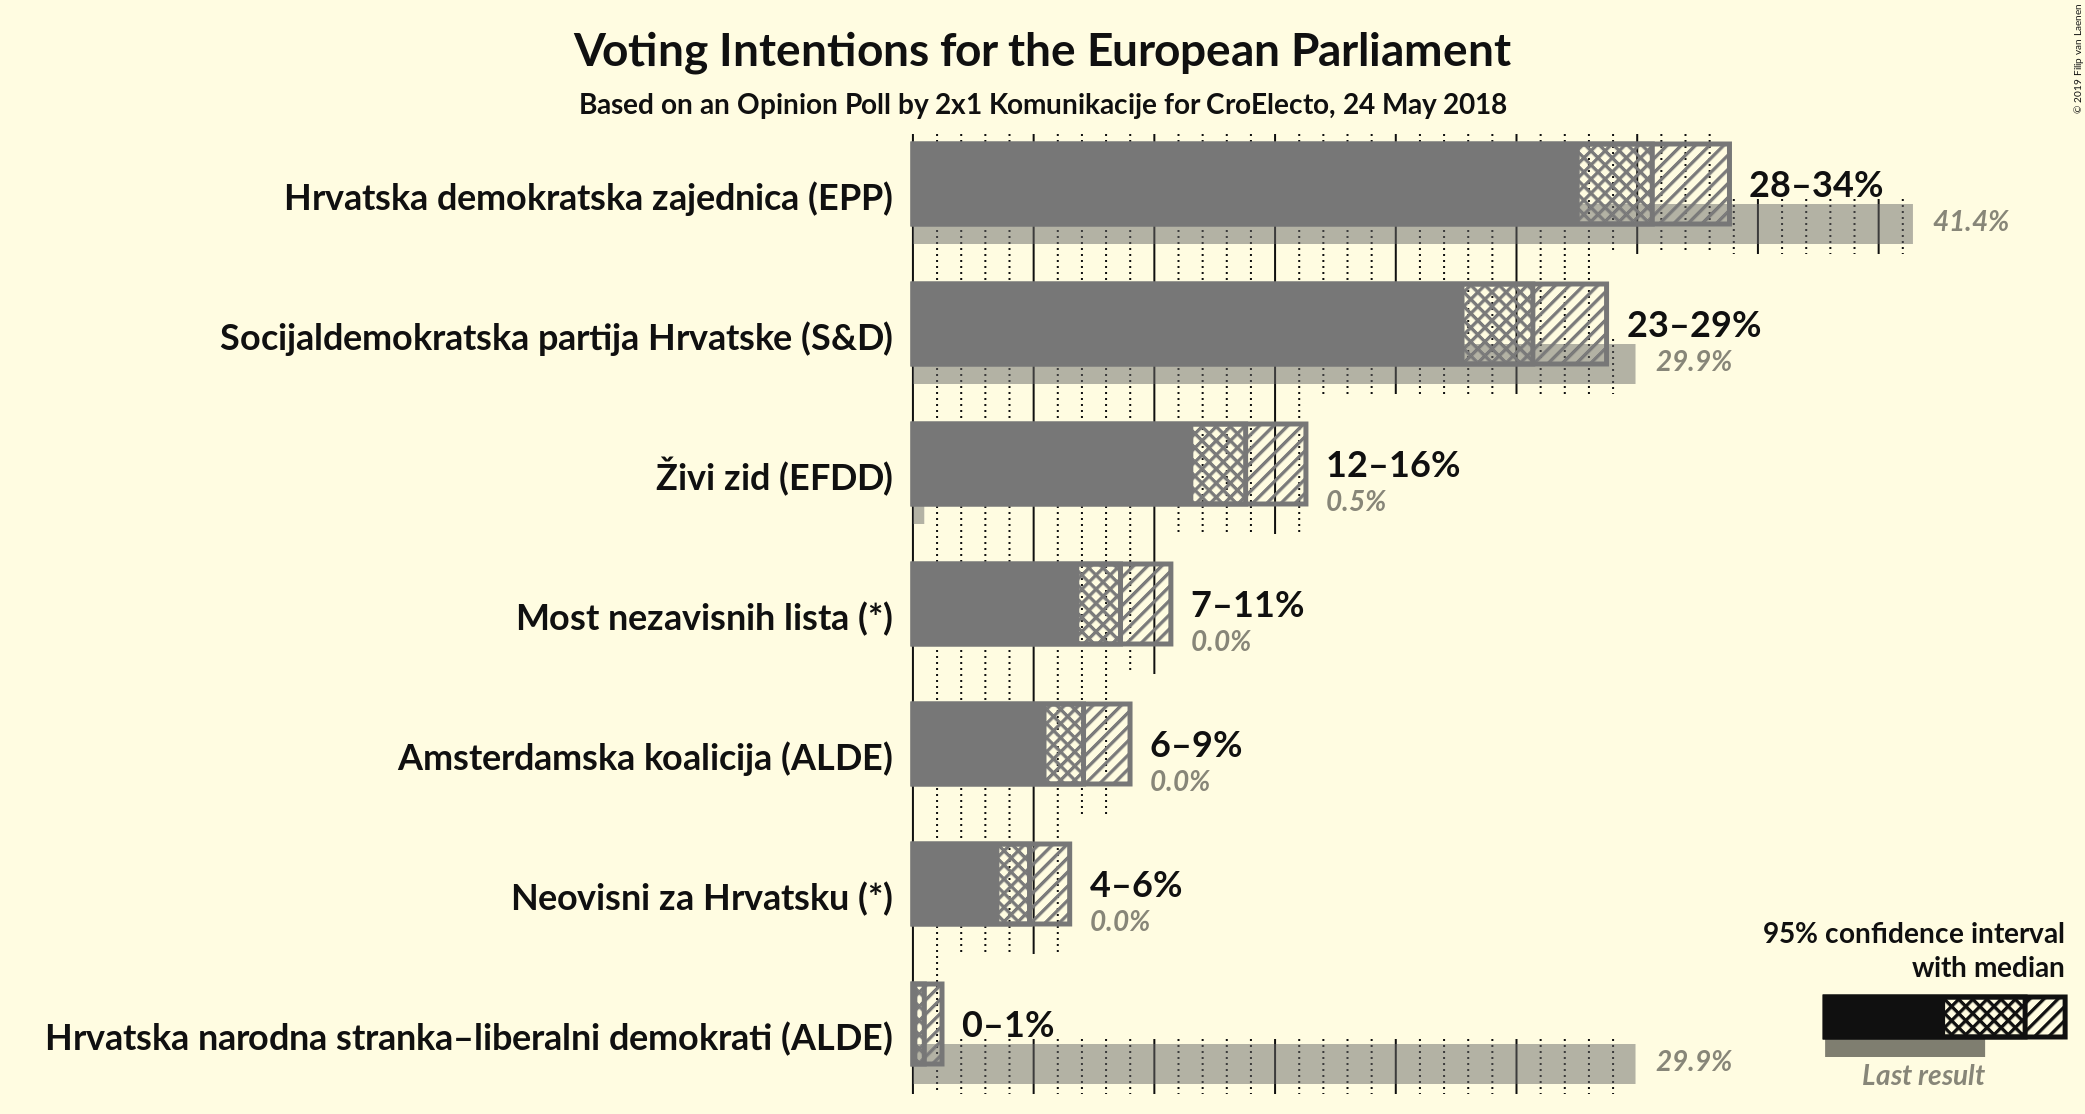 Voting Intentions for the European Parliament
Based on an Opinion Poll by 2x1 Komunikacije for CroElecto, 24 May 2018
© 2019 Filip van Laenen
Hrvatska demokratska zajednica (EPP)
28–34%
41.4%
Socijaldemokratska partija Hrvatske (S&D)
23–29%
29.9%
Živi zid (EFDD)
12–16%
0.5%
Most nezavisnih lista (*)
7–11%
0.0%
Amsterdamska koalicija (ALDE)
6–9%
0.0%
Neovisni za Hrvatsku (*)
4–6%
0.0%
Hrvatska narodna stranka–liberalni demokrati (ALDE)
0–1%
29.9%
95% confidence interval
with median
Last result